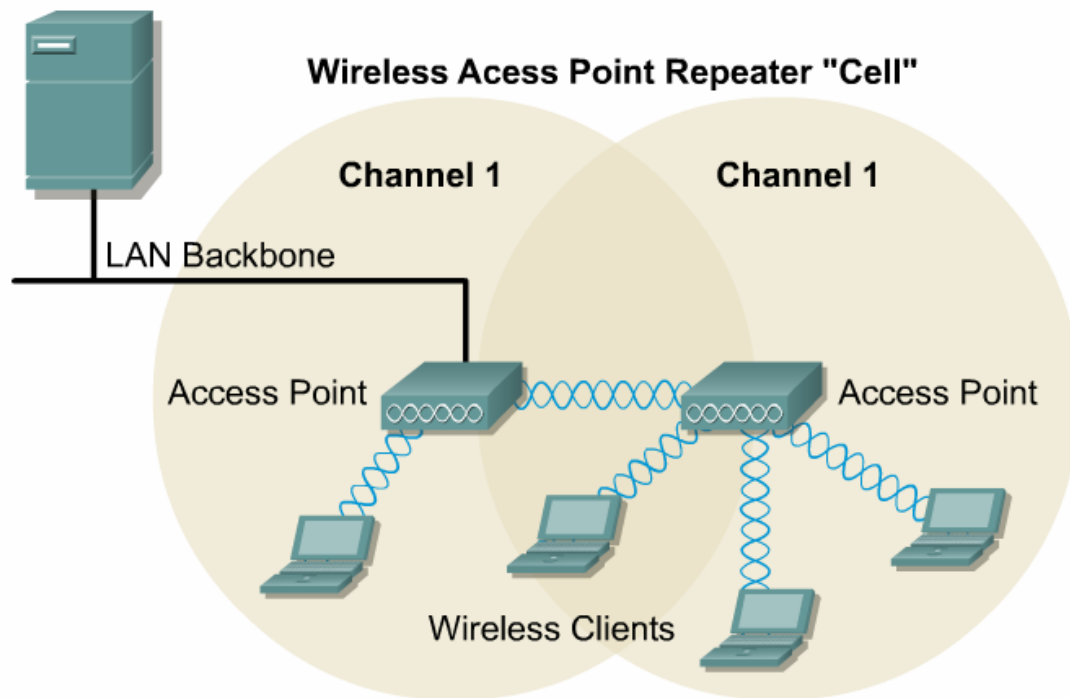 Wireless Acess Point Repeater "Cell"
Channel 1
Channel 1
LAN Backbone
Access Point
Access Point
Wireless Clients